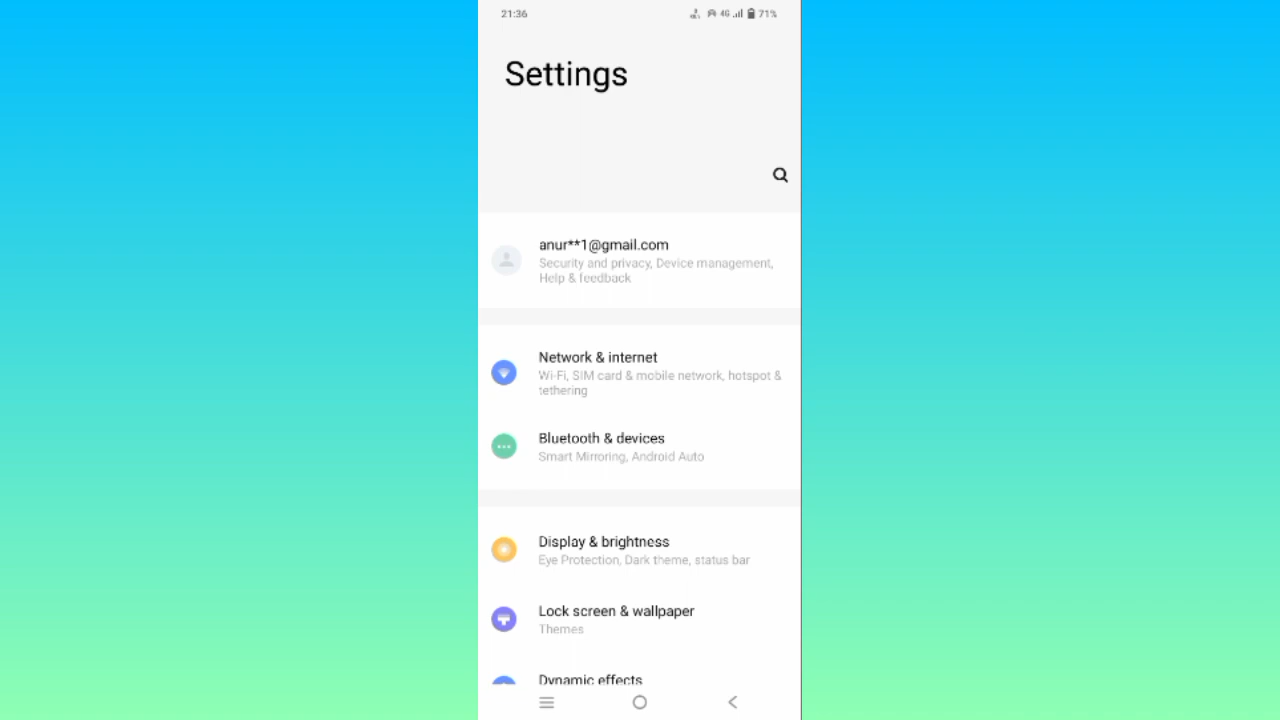 21:36 4G 71%
Settings
anur**1@gmail.com
Security and privacy, Device management,
Help & feedback
Network & internet
Wi-Fi, SIM card & mobile network, hotspot &
tethering
Bluetooth & devices
Smart Mirroring, Android Auto
Display & brightness
Eye Protection, Dark theme, status bar
Lock screen & wallpaper
Themes
Dynamic effects